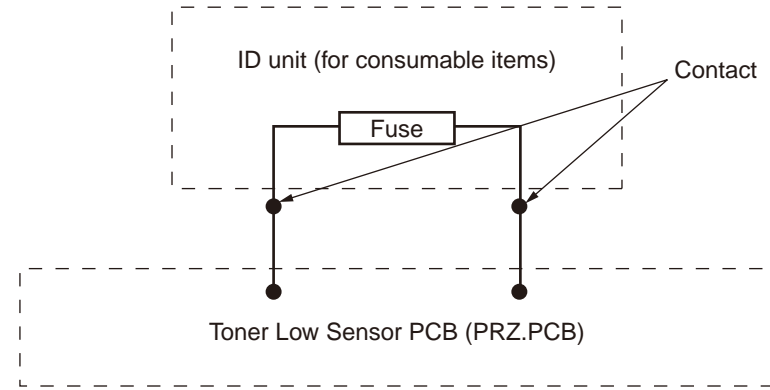 ID unit (for consumable items)
Contact
Fuse
Toner Low Sensor PCB (PRZ.PCB)